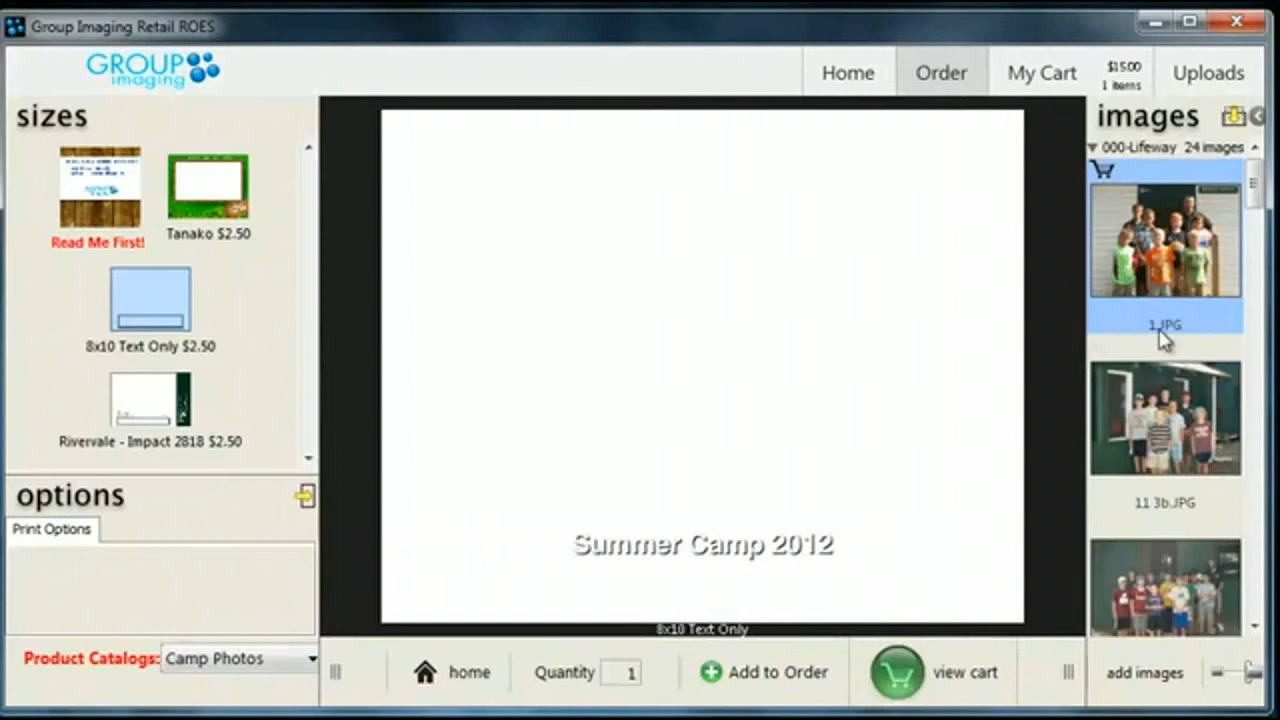 Group Imaging Retail ROES
GROUP
imaging
Home
Order
My Cart
$15.00
1 Items
Uploads
sizes
Read Me First!
Tanako $2.50
8x10 Text Only $2.50
Rivervale - Impact 2818 $2.50
options
Print Options
Product Catalogs:
Camp Photos
Summer Camp 2012
8x10 Text Only
home
Quantity
1
Add to Order
view cart
images
000-Lifeway 24 images
1.JPG
11 3b.JPG
add images